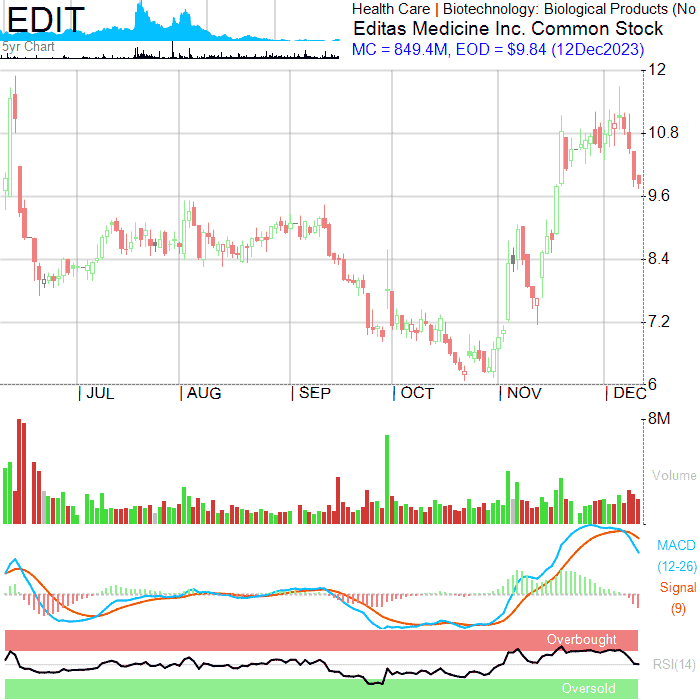 EDIT
5yr Chart
Health Care | Biotechnology: Biological Products (No
Editas Medicine Inc. Common Stock
MC = 849.4M, EOD = $9.84 (12Dec2023)
12
10.8
9.6
8.4
7.2
6
JUL AUG SEP OCT NOV DEC
8M
Volume
MACD
(12-26)
Signal
(9)
Overbought
RSI(14)
Oversold